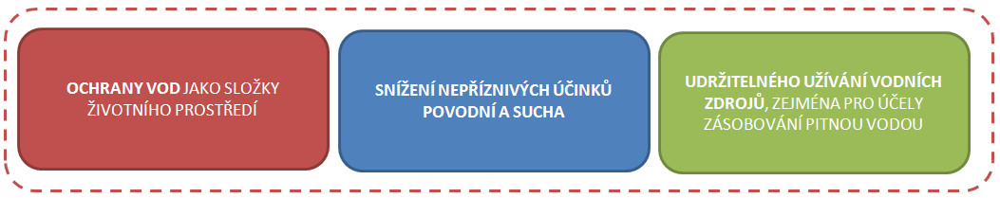 OCHRANY VOD JAKO SLOŽKY
ŽIVOTNÍHO PROSTŘEDÍ
SNÍŽENÍ NEPŘÍZNIVÝCH ÚČINKŮ
POVODNÍ A SUCHA
UDRŽITELNÉHO UŽÍVÁNÍ VODNÍCH
ZDROJŮ, ZEJMÉNA PRO ÚČELY
ZÁSOBOVÁNÍ PITNOU VODOU